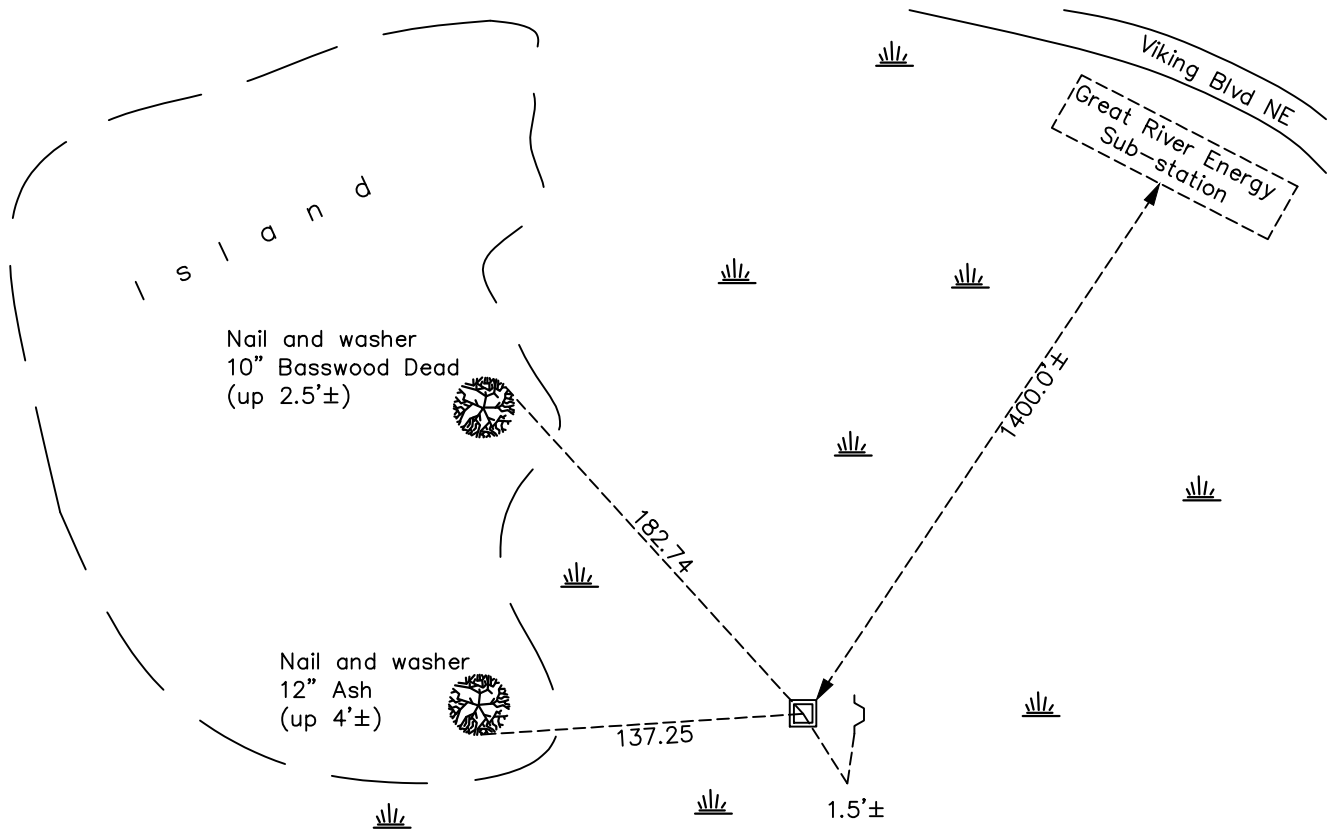 Viking Blvd NE
Great River Energy
Sub-station
Island
Nail and washer
10” Basswood Dead
(up 2.5'±)
1400.0'±
182.74
Nail and washer
12” Ash
(up 4'±)
137.25
1.5'±